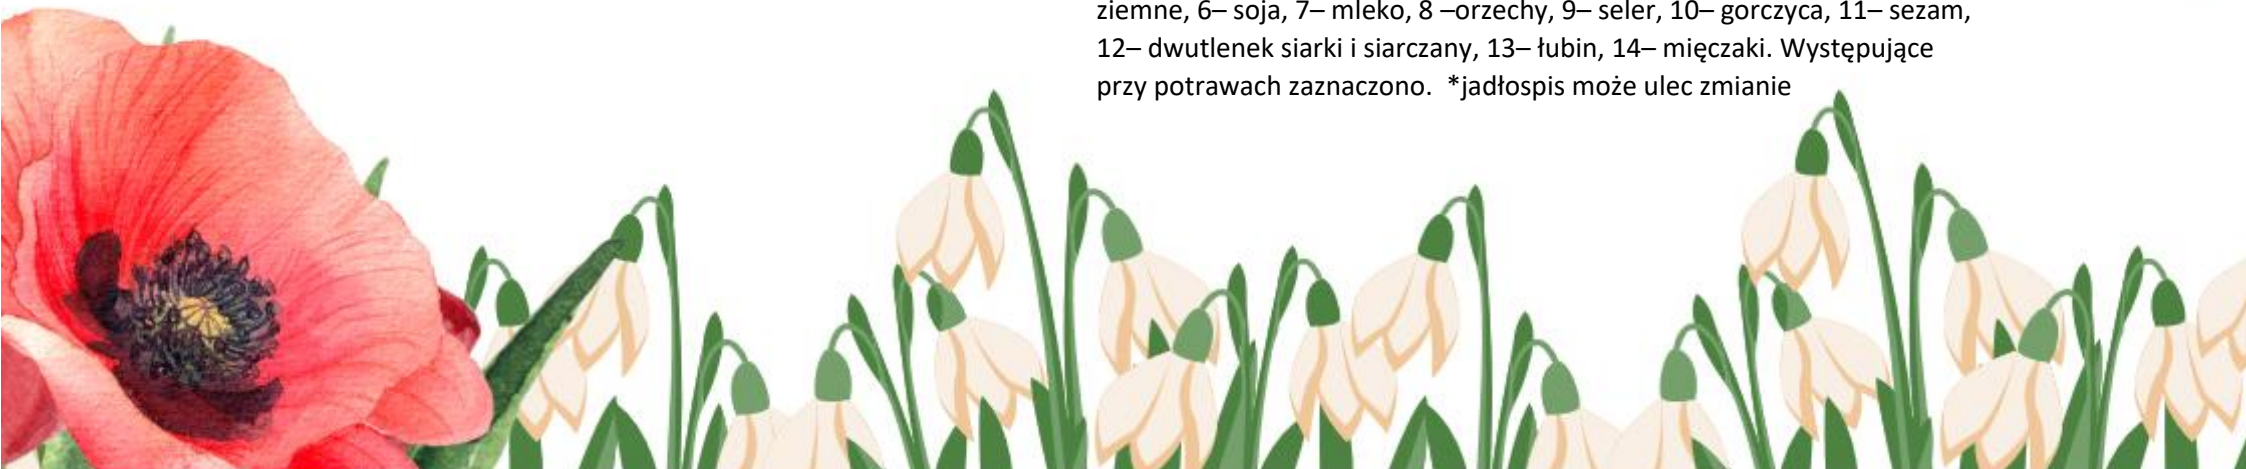 ziemne, 6– soja, 7– mleko, 8 –orzechy, 9– seler, 10– gorczyca, 11– sezam,
12– dwutlenek siarki i siarczany, 13– łubin, 14– mięczaki. Występujące
przy potrawach zaznaczono.  *jadłospis może ulec zmianie